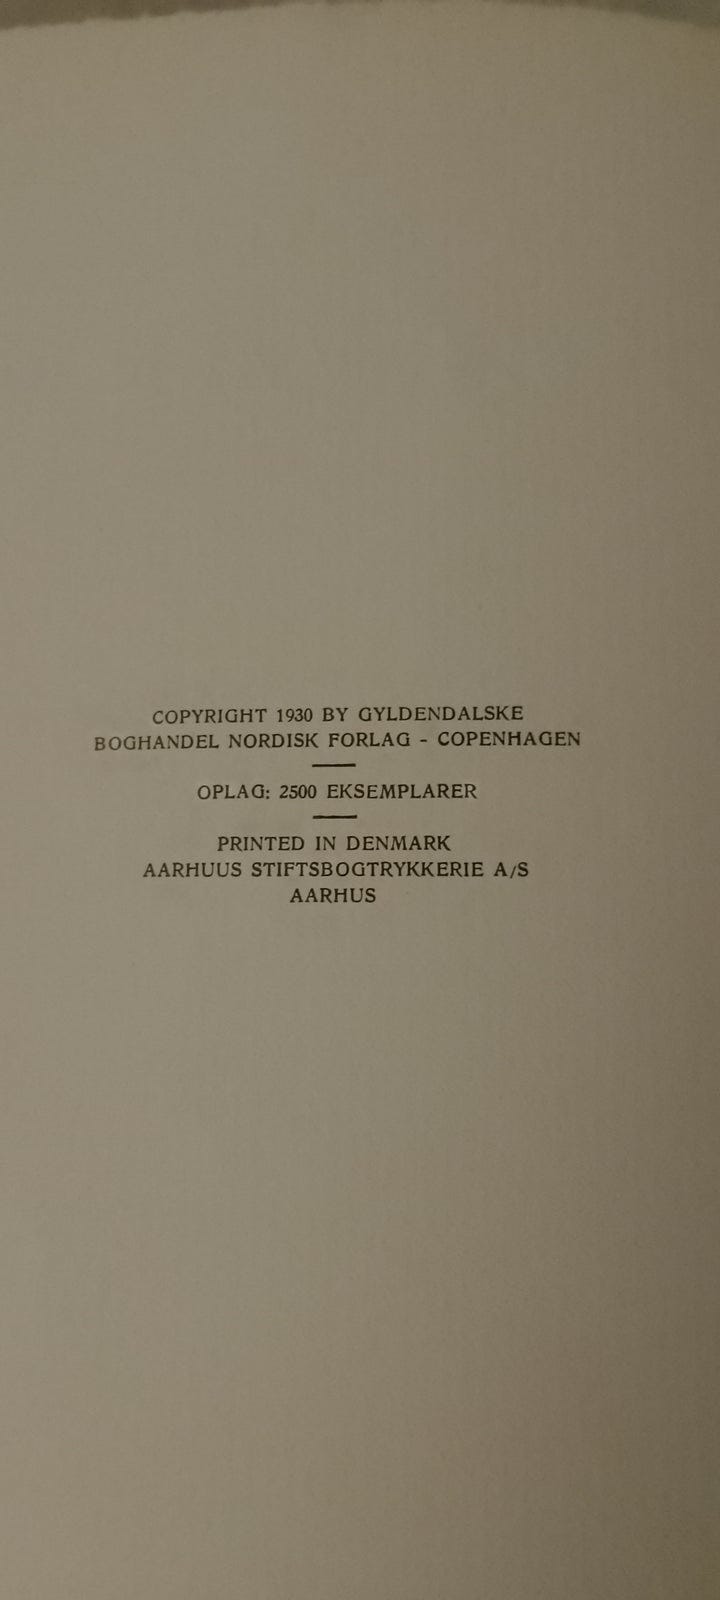 COPYRIGHT 1930 BY GYLDENDALSKE
BOGHANDEL NORDISK FORLAG - COPENHAGEN
OPLAG: 2500 EKSEMPLARER
PRINTED IN DENMARK
AARHUUS STIFTSBOGTRYKKERIE A/S
AARHUS